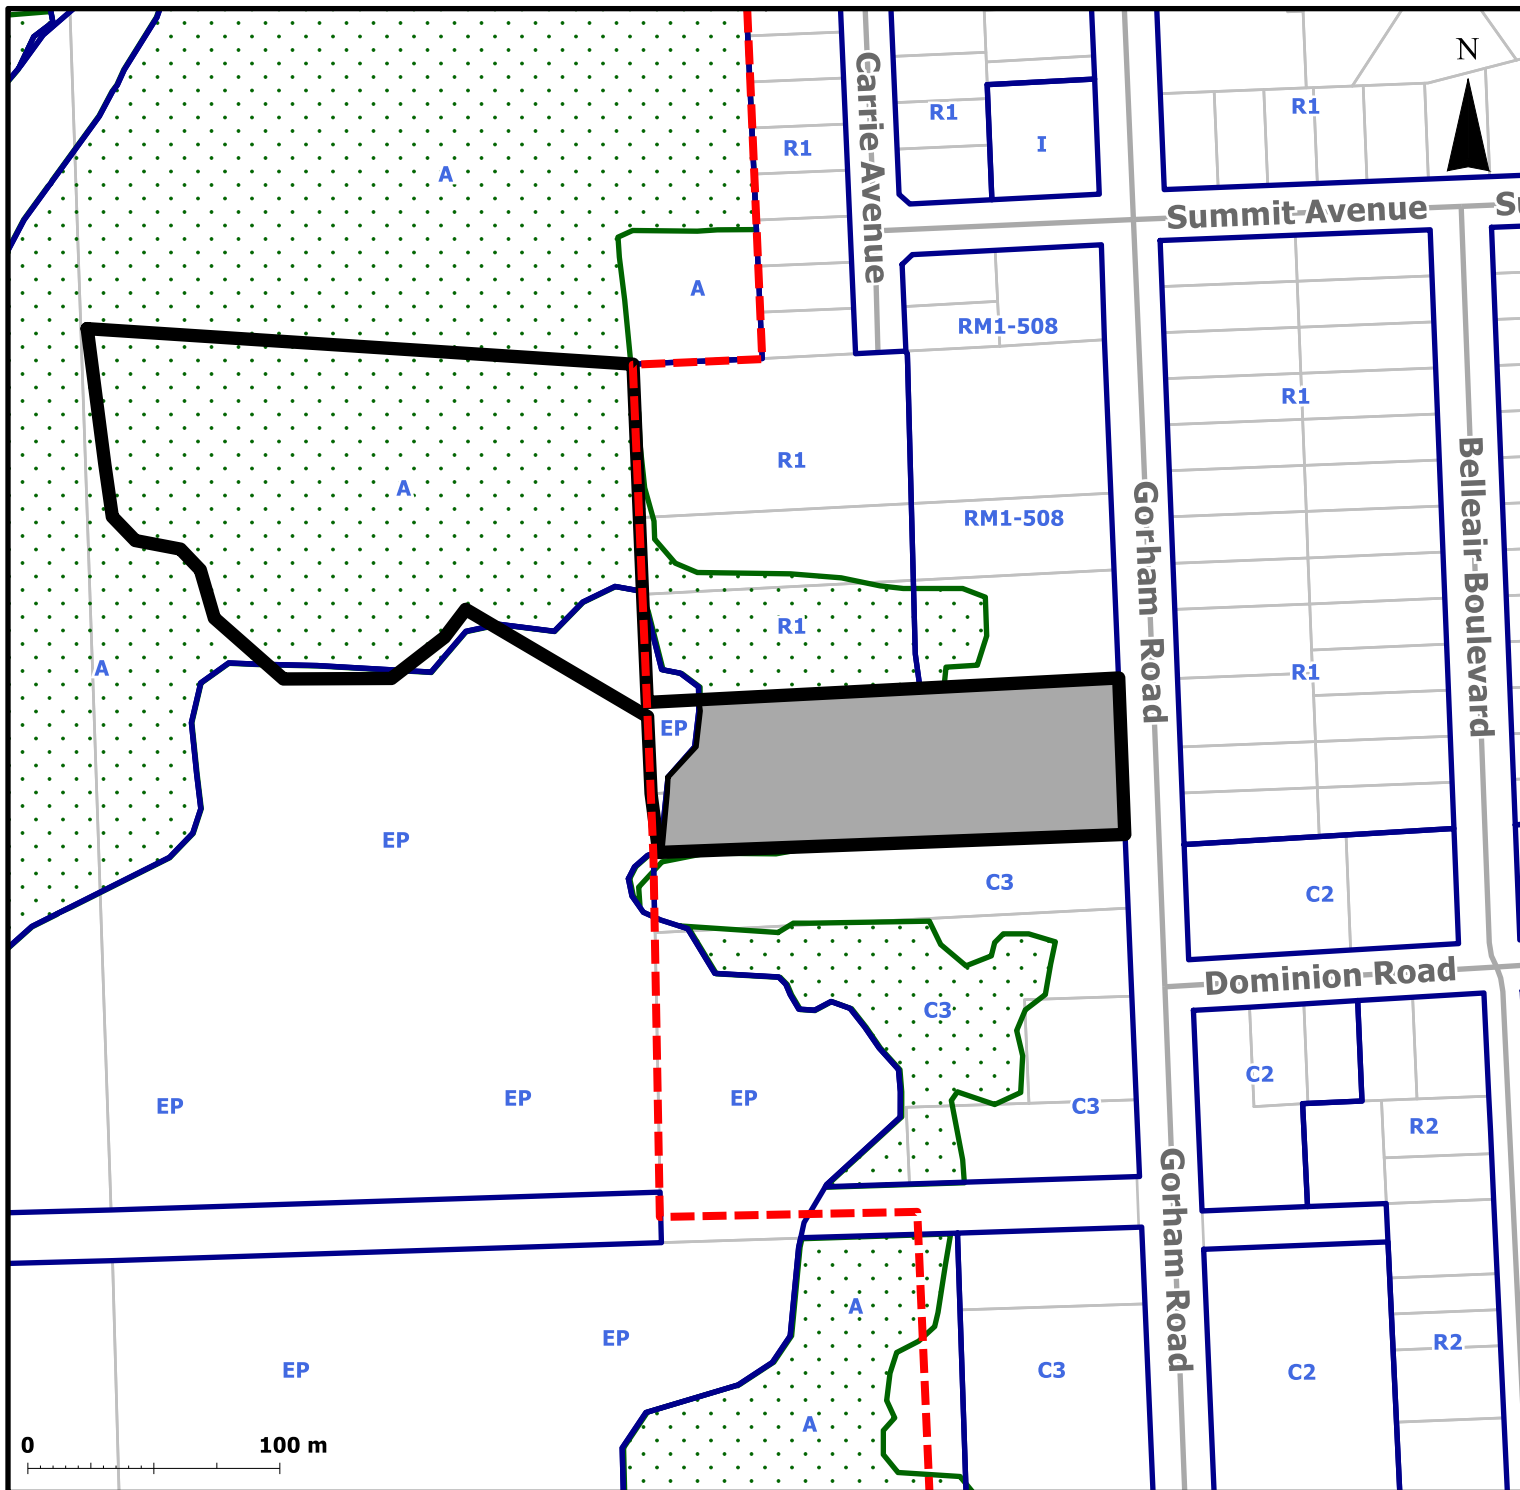 N
Carrie Avenue
R1
R1
R1
I
A
Summit Avenue
Su
A
RM1-508
R1
A
R1
RM1-508
Gorham Road
Belleair Boulevard
R1
A
R1
EP
EP
C3
C2
Dominion Road
C3
C2
EP
EP
EP
C3
R2
Gorham Road
A
EP
EP
C3
C2
R2
A
0 100 m